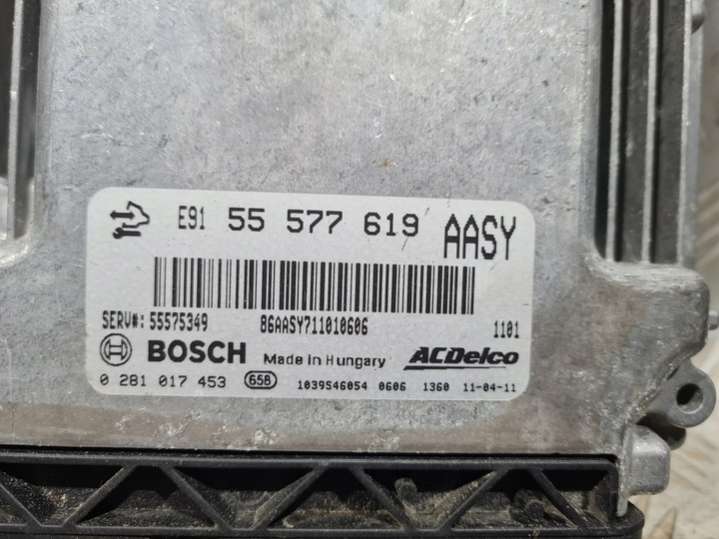 E91 55 577 619 AASY
SERV#: 55575349 86AASY711010606 1101
BOSCH Made in Hungary ACDelco
0 281 017 453 658 1039S46054 0606 1360 11-04-11